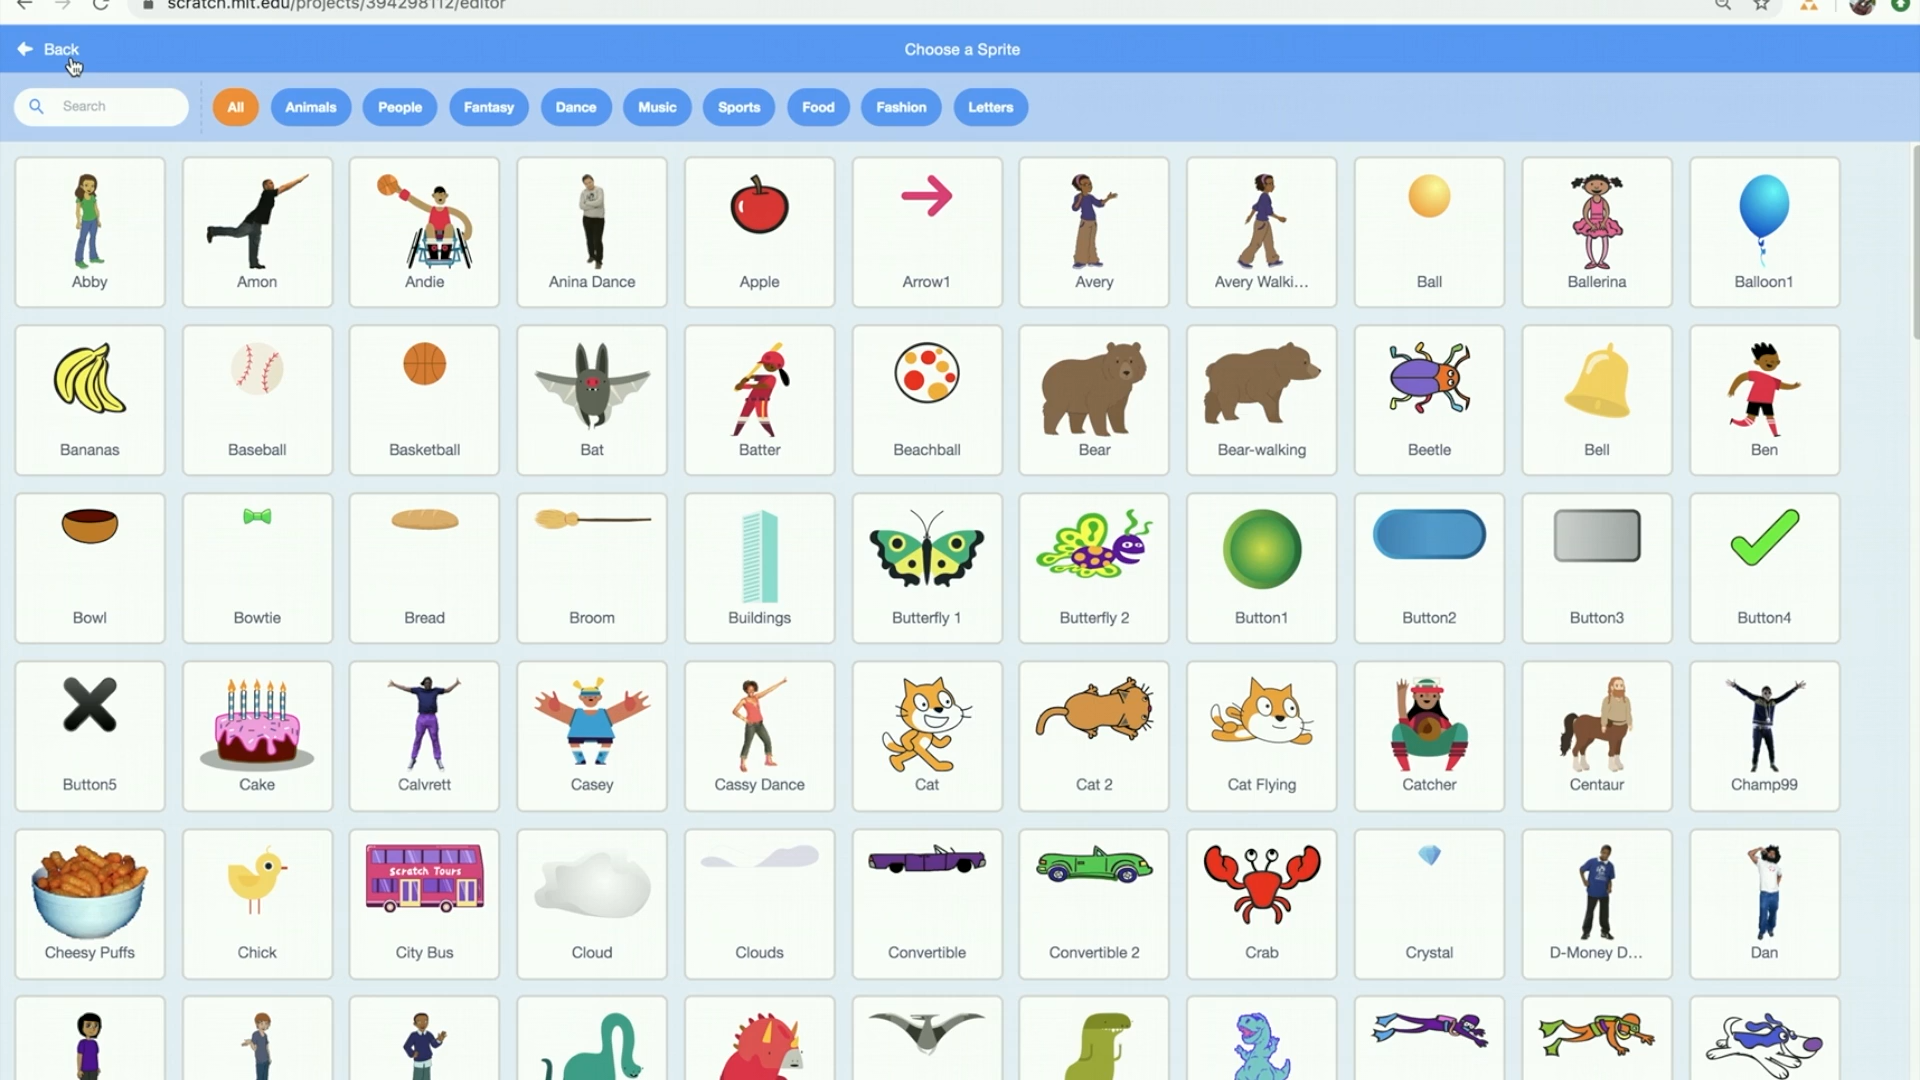 scratch.mit.edu/projects/394298112/editor
Back
Choose a Sprite
Search
All
Animals
People
Fantasy
Dance
Music
Sports
Food
Fashion
Letters
Abby
Amon
Andie
Anina Dance
Apple
Arrow1
Avery
Avery Walki...
Ball
Ballerina
Balloon1
Bananas
Baseball
Basketball
Bat
Batter
Beachball
Bear
Bear-walking
Beetle
Bell
Ben
Bowl
Bowtie
Bread
Broom
Buildings
Butterfly 1
Butterfly 2
Button1
Button2
Button3
Button4
Button5
Cake
Calvrett
Casey
Cassy Dance
Cat
Cat 2
Cat Flying
Catcher
Centaur
Champ99
Scratch Tours
Cheesy Puffs
Chick
City Bus
Cloud
Clouds
Convertible
Convertible 2
Crab
Crystal
D-Money D...
Dan